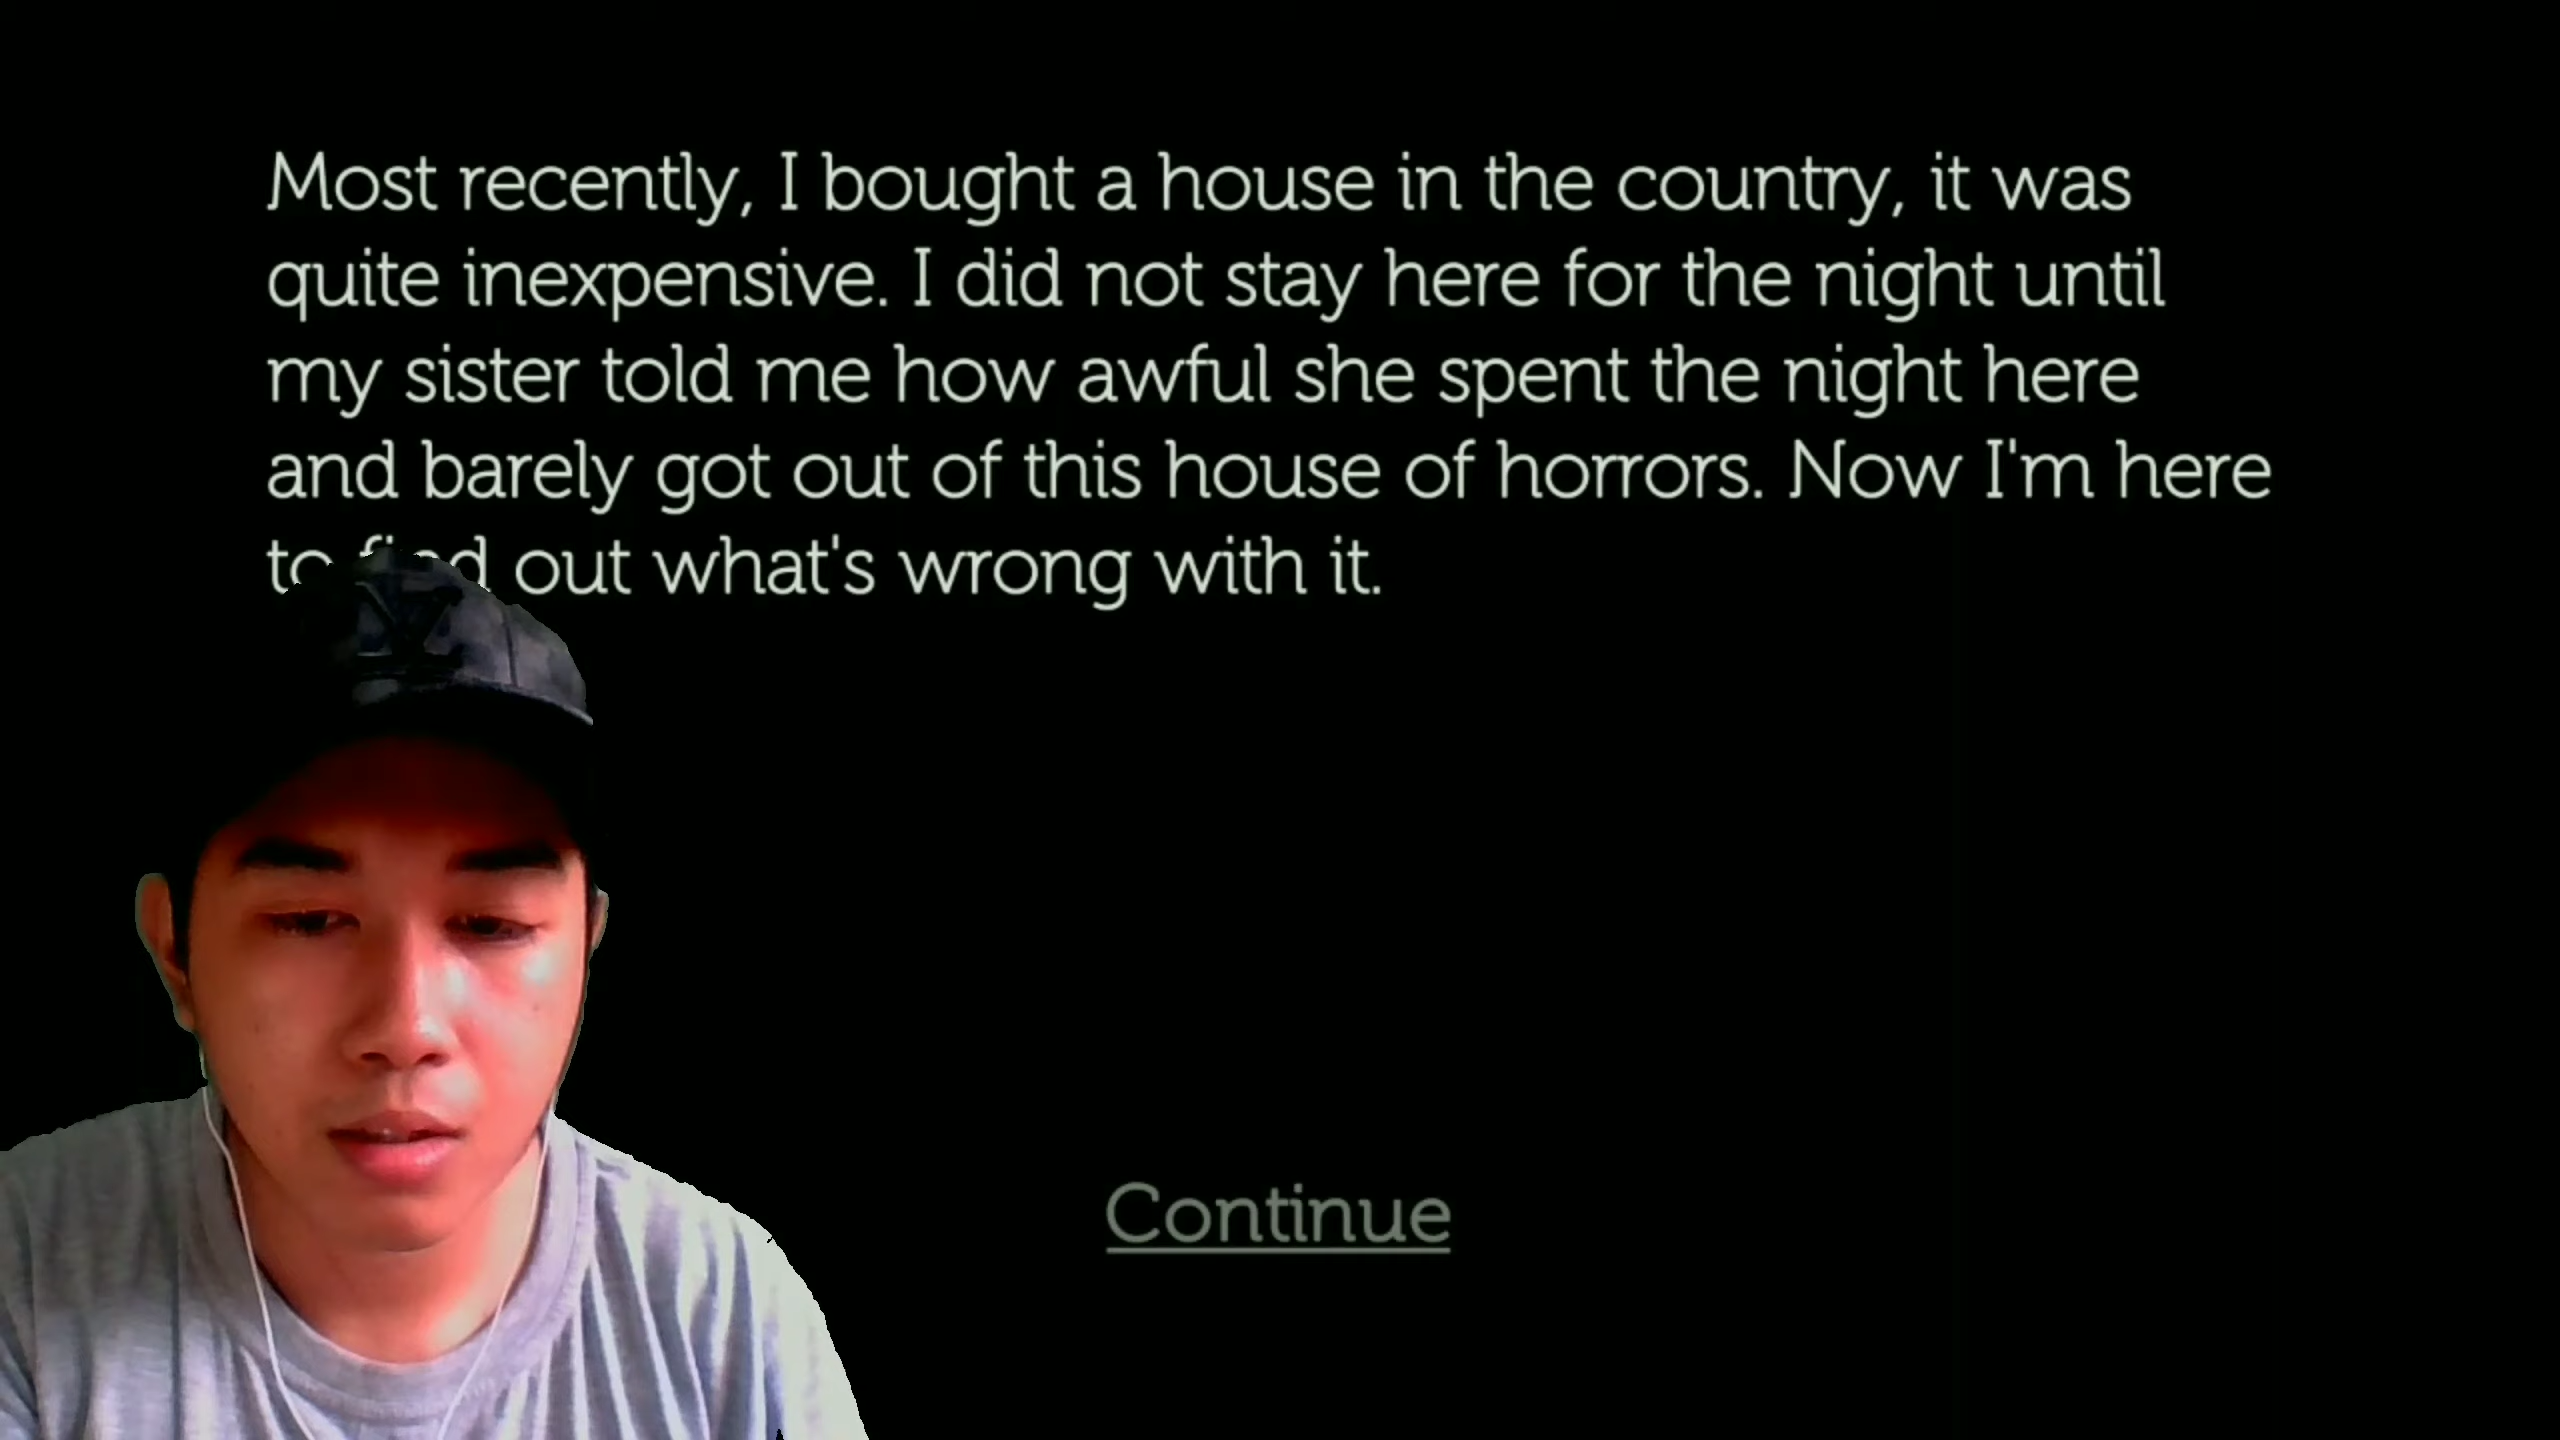 Most recently, I bought a house in the country, it was
quite inexpensive. I did not stay here for the night until
my sister told me how awful she spent the night here
and barely got out of this house of horrors. Now I'm here
to find out what's wrong with it.
Continue